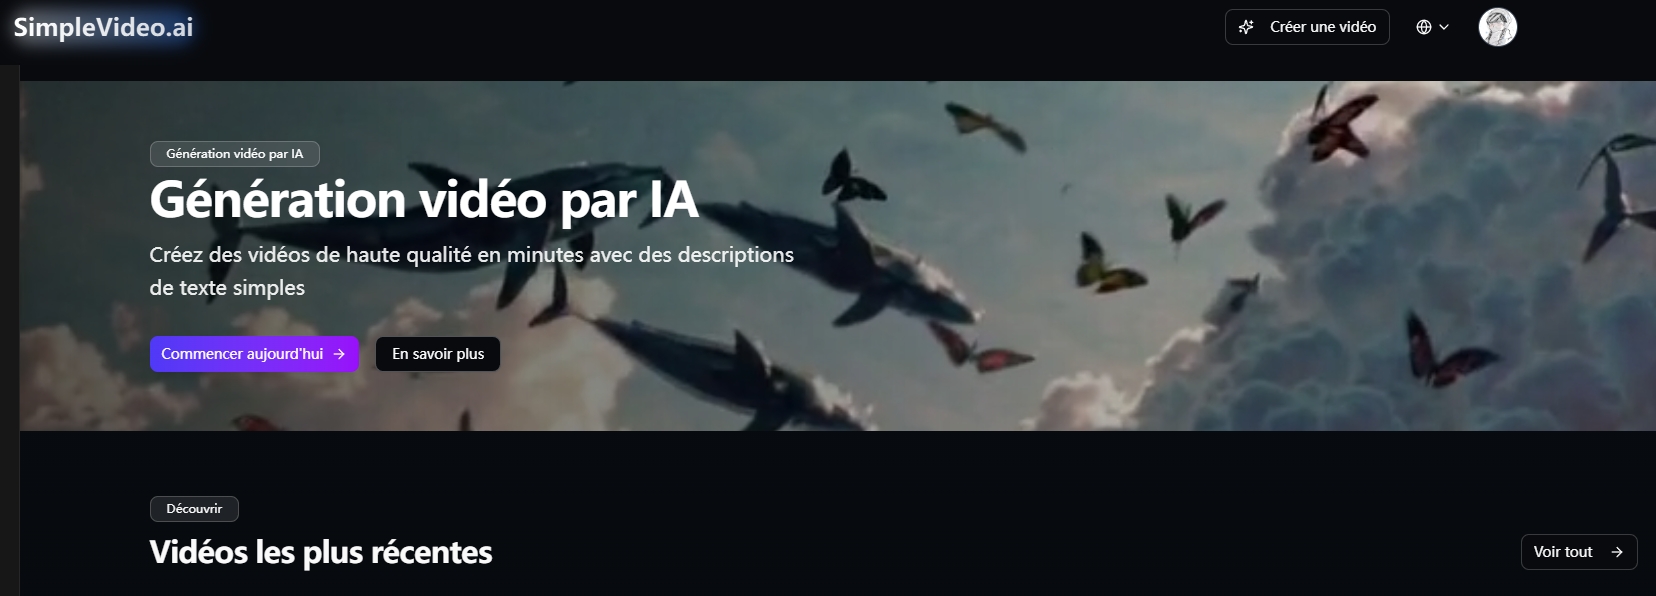 SimpleVideo.ai
Créer une vidéo
Génération vidéo par IA
Génération vidéo par IA
Créez des vidéos de haute qualité en minutes avec des descriptions
de texte simples
Commencer aujourd'hui →
En savoir plus
Découvrir
Vidéos les plus récentes
Voir tout →